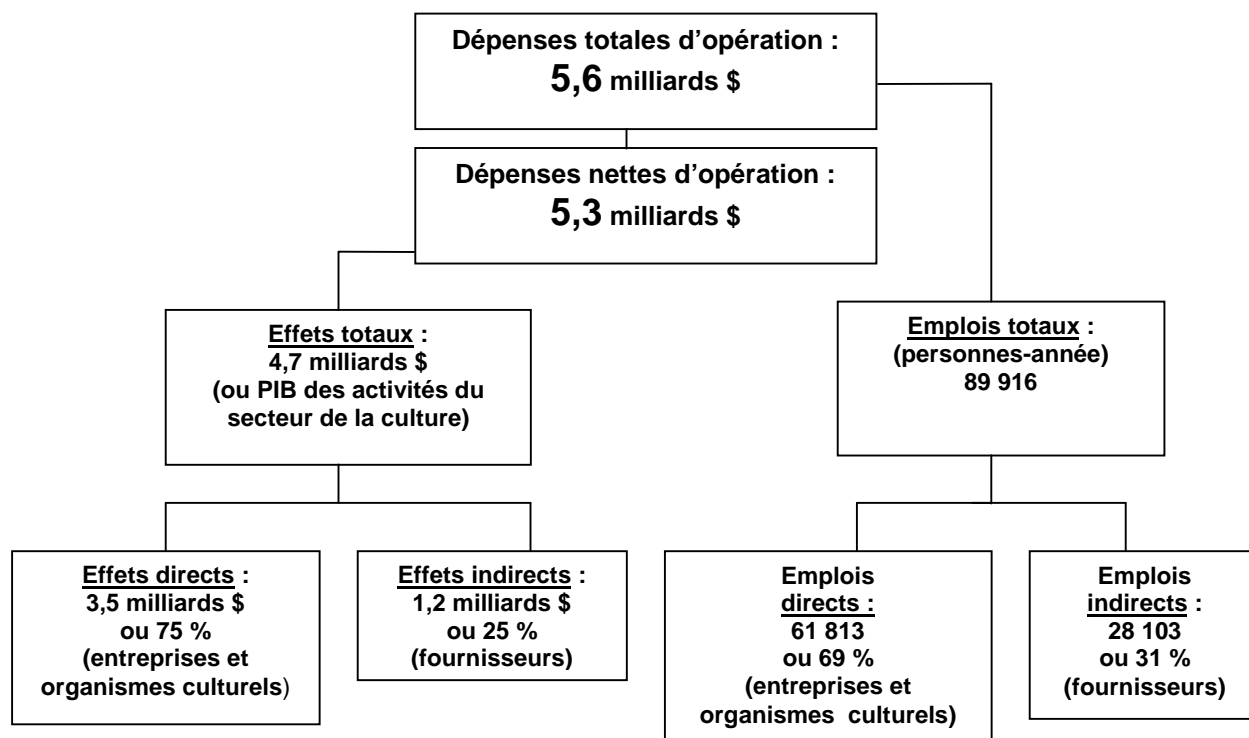 Dépenses totales d’opération :
5,6 milliards $
Dépenses nettes d’opération :
5,3 milliards $
Effets totaux :
4,7 milliards $
(ou PIB des activités du
secteur de la culture)
Emplois totaux :
(personnes-année)
89 916
Effets directs :
3,5 milliards $
ou 75 %
(entreprises et
organismes culturels)
Effets indirects :
1,2 milliards $
ou 25 %
(fournisseurs)
Emplois
directs :
61 813
ou 69 %
(entreprises et
organismes culturels)
Emplois
indirects :
28 103
ou 31 %
(fournisseurs)